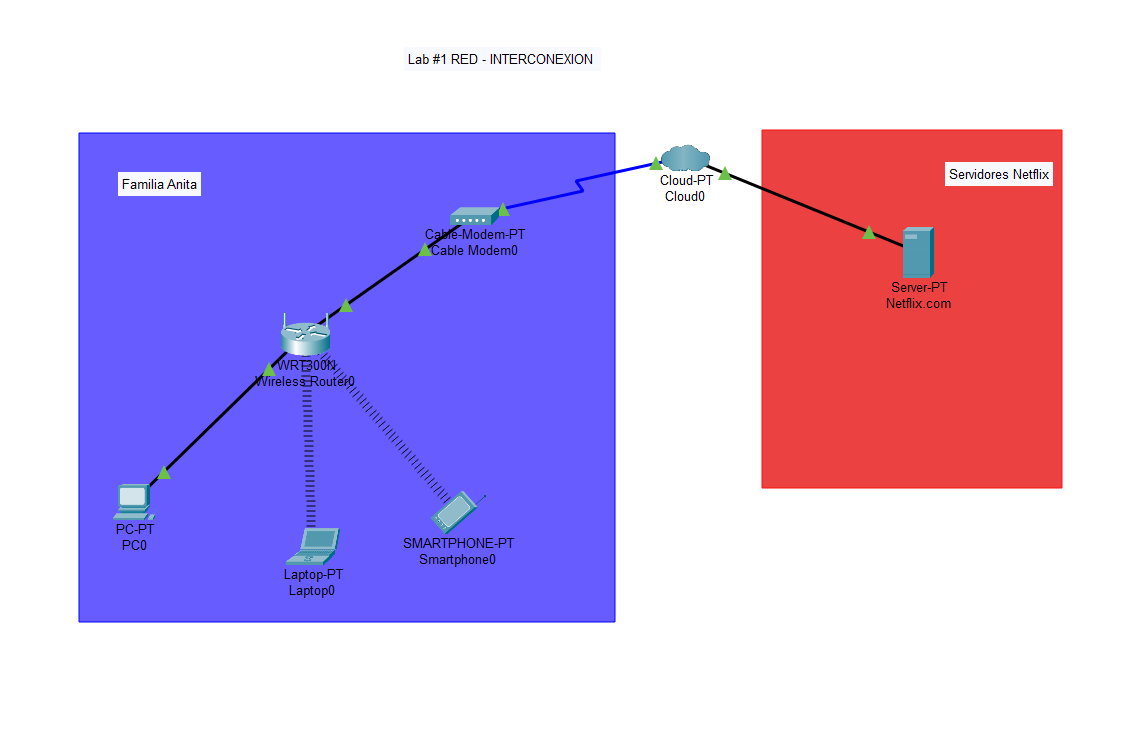 Lab #1 RED - INTERCONEXION
Familia Anita
Servidores Netflix
Cloud-PT
Cloud0
Cable-Modem-PT
Cable Modem0
Server-PT
Netflix.com
WRT300N
Wireless Router0
PC-PT
PC0
SMARTPHONE-PT
Smartphone0
Laptop-PT
Laptop0